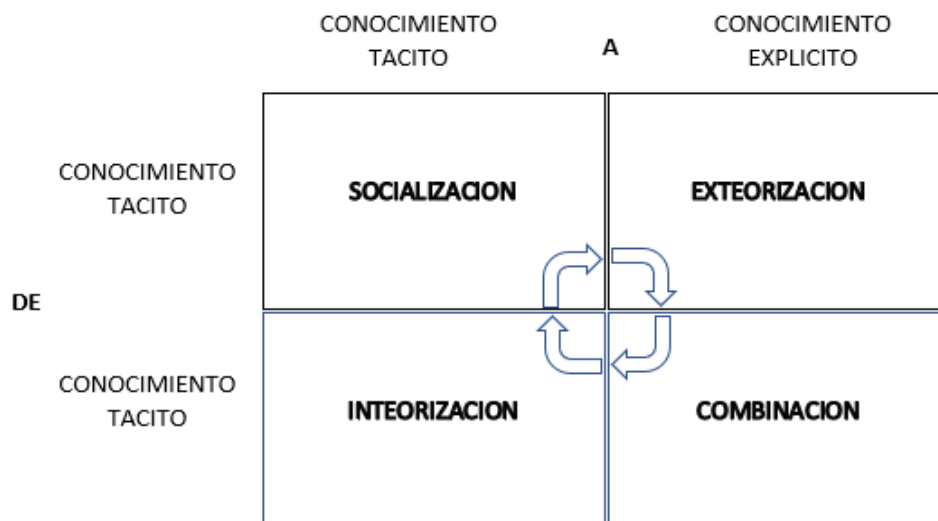 CONOCIMIENTO
TACITO
A
CONOCIMIENTO
EXPLICITO
CONOCIMIENTO
TACITO
SOCIALIZACION
EXTEORIZACION
DE
CONOCIMIENTO
TACITO
INTEORIZACION
COMBINACION